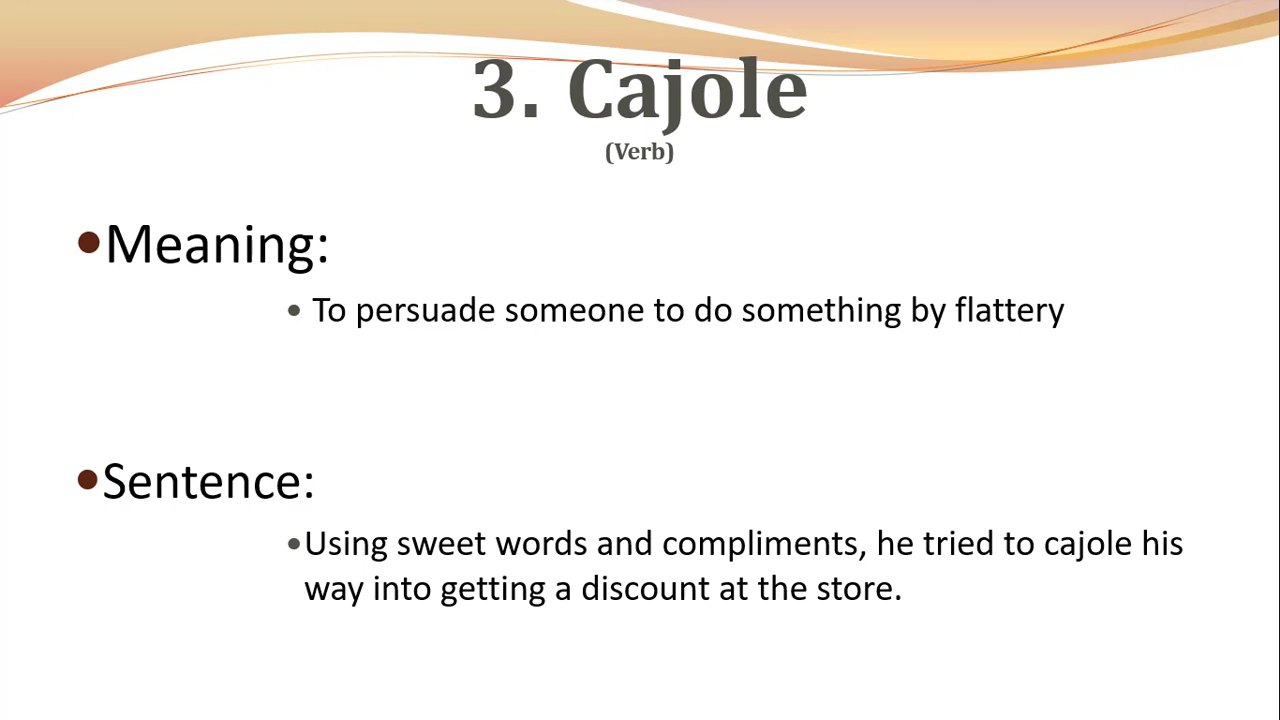 3. Cajole
(Verb)
•Meaning:
• To persuade someone to do something by flattery
•Sentence:
•Using sweet words and compliments, he tried to cajole his
way into getting a discount at the store.